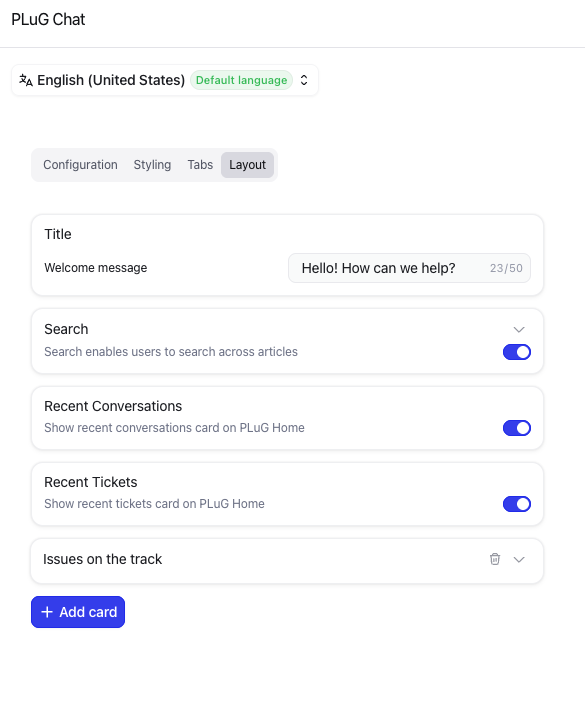 PLuG Chat
English (United States) Default language
Configuration Styling Tabs Layout
Title
Welcome message Hello! How can we help? 23/50
Search
Search enables users to search across articles
Recent Conversations
Show recent conversations card on PLuG Home
Recent Tickets
Show recent tickets card on PLuG Home
Issues on the track
Add card